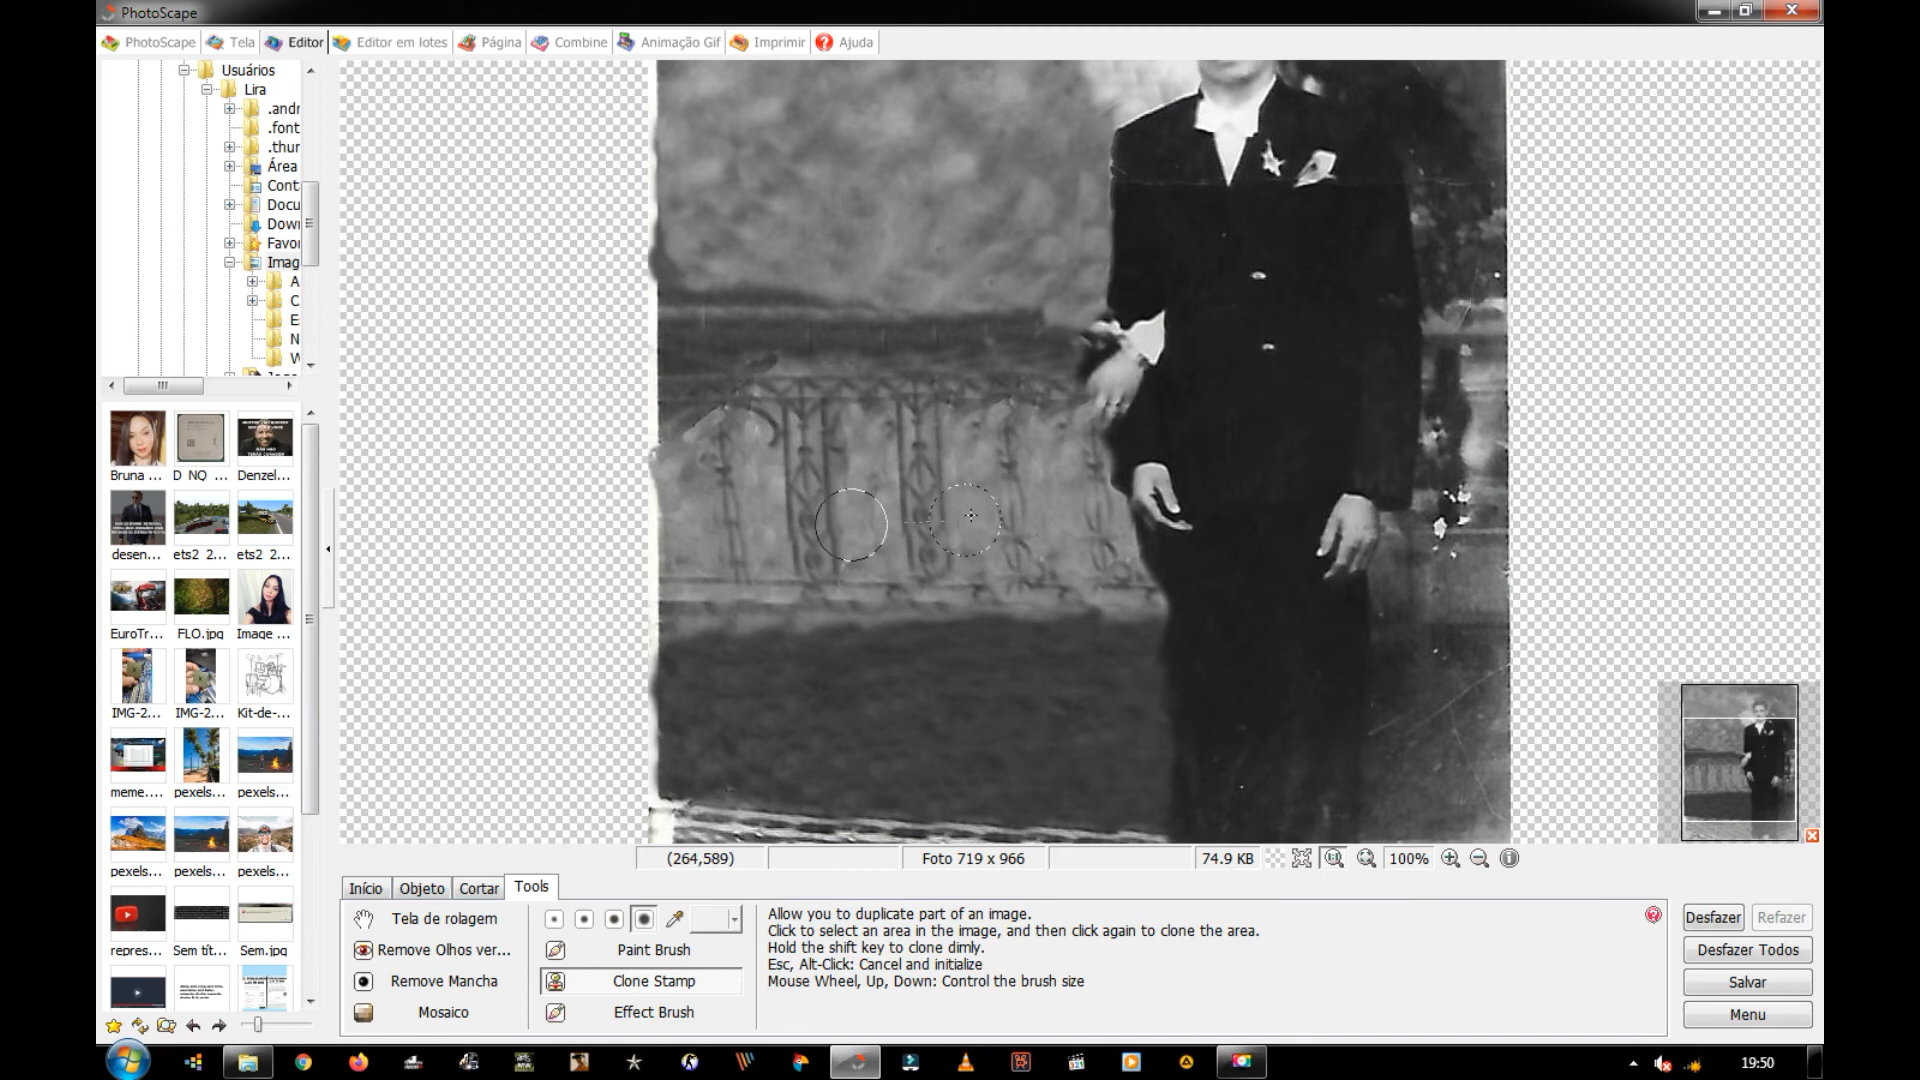 PhotoScape
PhotoScape
Tela
Editor
Editor em lotes
Página
Combine
Animação Gif
Imprimir
Ajuda
Usuários
Lira
.andr
.font
.thur
Área
Cont
Docu
Down
Favor
Imag
A
C
E
N
W
Bruna ...
D NQ ...
Denzel...
desen...
ets2 2...
ets2 2...
EuroTr...
FLO.jpg
Image ...
IMG-2...
IMG-2...
Kit-de-...
meme....
pexels...
pexels...
pexels...
pexels...
pexels...
repres...
Sem tít...
Sem.jpg
(264,589)
Foto 719 x 966
74.9 KB
100%
Início
Objeto
Cortar
Tools
Tela de rolagem
Remove Olhos ver...
Remove Mancha
Mosaico
Paint Brush
Clone Stamp
Effect Brush
Allow you to duplicate part of an image.
Click to select an area in the image, and then click again to clone the area.
Hold the shift key to clone dimly.
Esc, Alt-Click: Cancel and initialize
Mouse Wheel, Up, Down: Control the brush size
Desfazer
Refazer
Desfazer Todos
Salvar
Menu
19:50